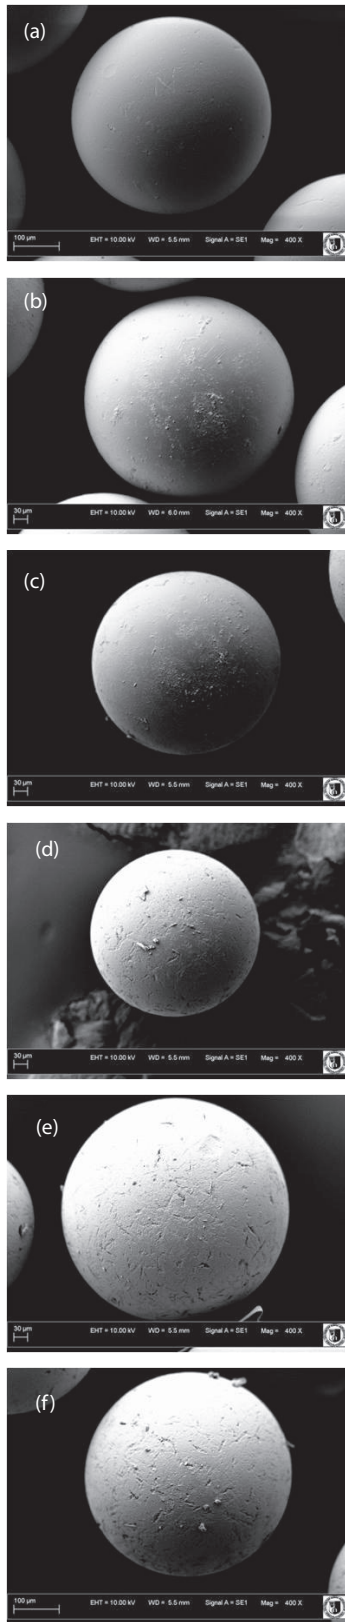 (a)
100 µm EHT = 10.00 kV WD = 5.5 mm Signal A = SE1 Mag = 400 X
(b)
30 µm EHT = 10.00 kV WD = 6.0 mm Signal A = SE1 Mag = 400 X
(c)
30 µm EHT = 10.00 kV WD = 5.5 mm Signal A = SE1 Mag = 400 X
(d)
30 µm EHT = 10.00 kV WD = 5.5 mm Signal A = SE1 Mag = 400 X
(e)
30 µm EHT = 10.00 kV WD = 5.5 mm Signal A = SE1 Mag = 400 X
(f)
100 µm EHT = 10.00 kV WD = 5.5 mm Signal A = SE1 Mag = 400 X